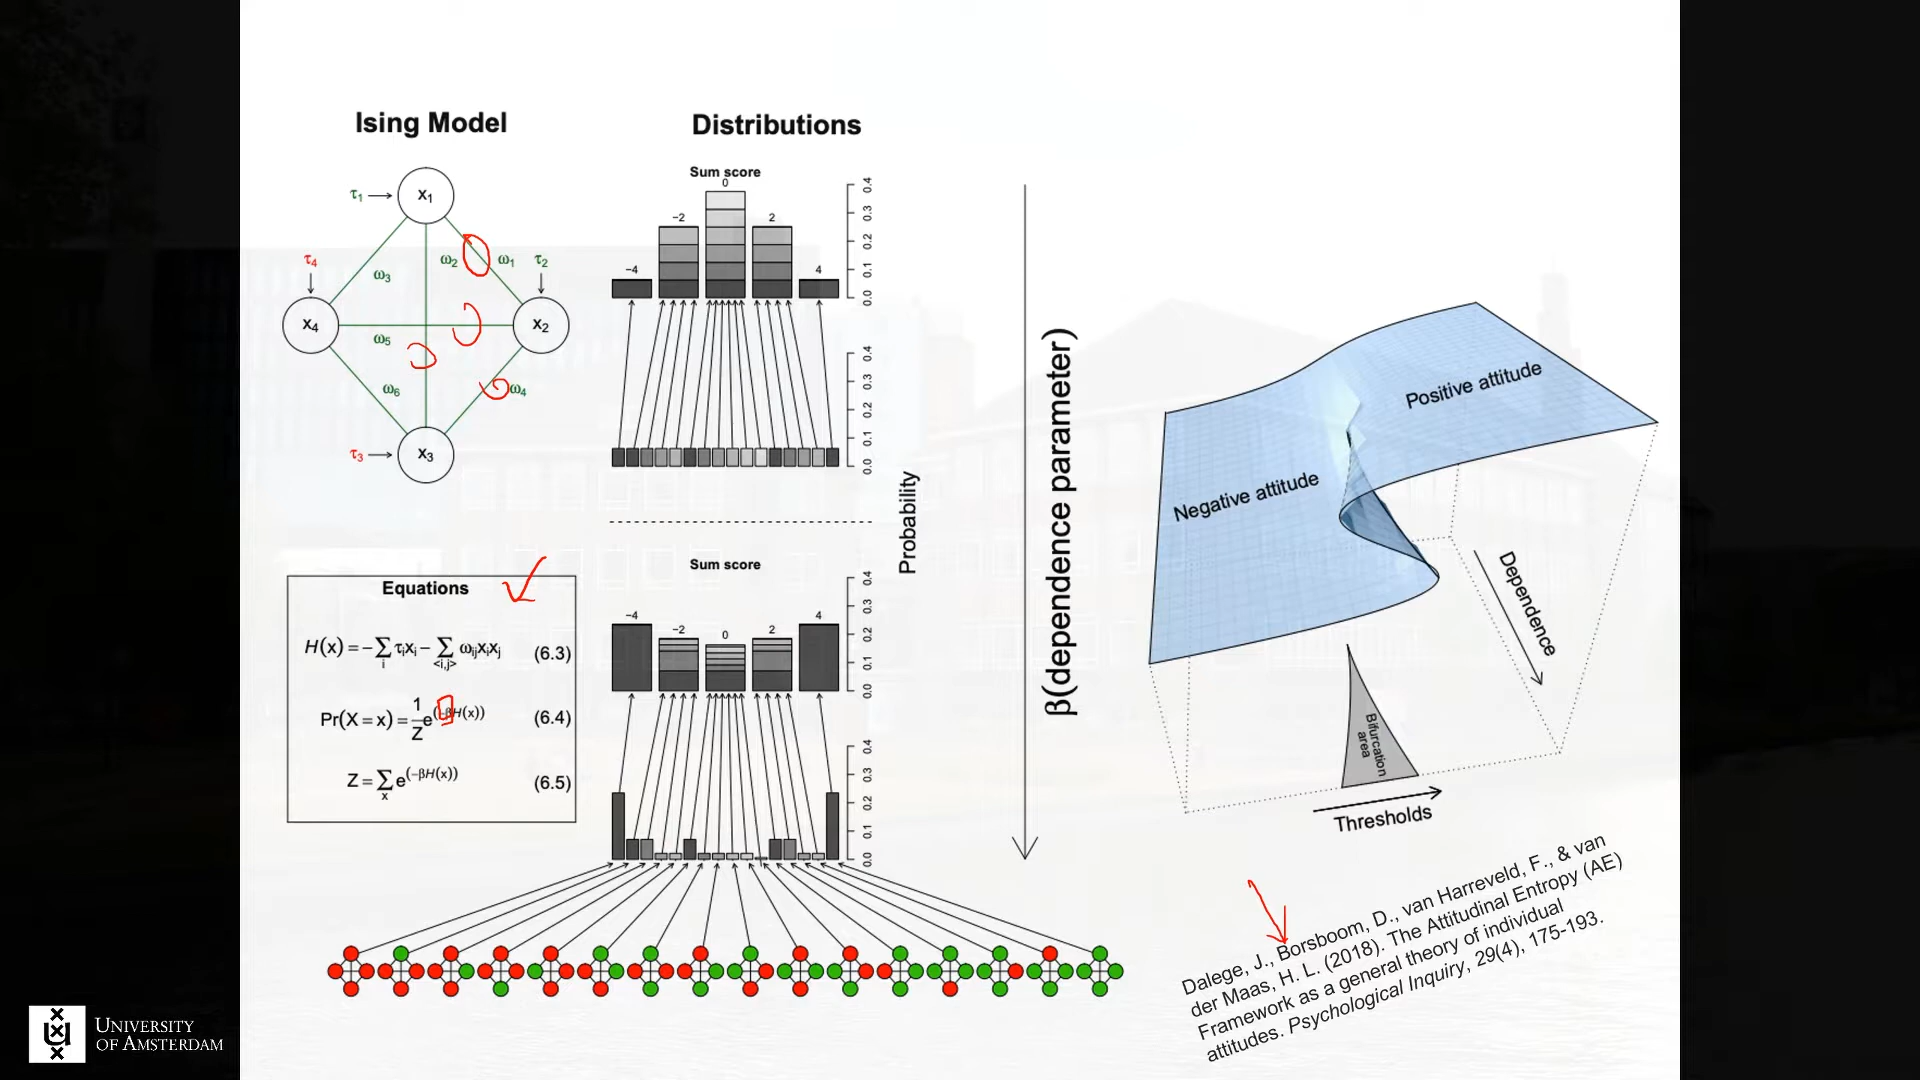 Ising Model
Distributions
τ₁
x₁
τ₄
ω₃
ω₂
ω₁
τ₂
x₄
x₂
ω₅
ω₆
ω₄
τ₃
x₃
Sum score
−4
−2
0
2
4
0.4
0.3
0.2
0.1
0.0
0.4
0.3
0.2
0.1
0.0
Probability
Equations
H(x) = −∑ᵢ τᵢxᵢ − ∑<i,j> ωᵢⱼxᵢxⱼ (6.3)
Pr(X = x) = 1/Z e^(−βH(x)) (6.4)
Z = ∑ₓ e^(−βH(x)) (6.5)
Sum score
−4
−2
0
2
4
0.4
0.3
0.2
0.1
0.0
0.4
0.3
0.2
0.1
0.0
β(dependence parameter)
Positive attitude
Negative attitude
Dependence
Bifurcation
area
Thresholds
Dalege, J., Borsboom, D., van Harreveld, F., & van
der Maas, H. L. (2018). The Attitudinal Entropy (AE)
Framework as a general theory of individual
attitudes. Psychological Inquiry, 29(4), 175-193.
UNIVERSITY
OF AMSTERDAM